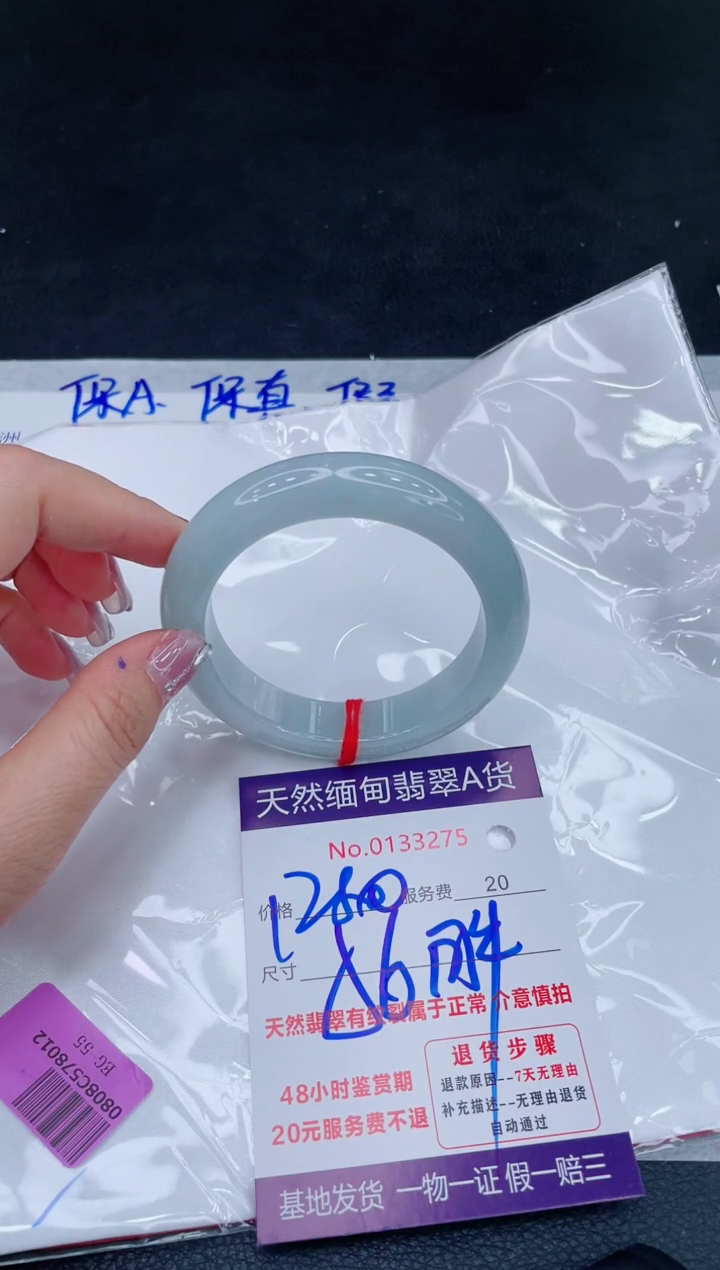 保A. 保真
州
天然缅甸翡翠A货
No.0133275
价格 服务费 20
尺寸
56
天然翡翠有纹裂属于正常 介意慎拍
48小时鉴赏期
20元服务费不退
退货步骤
退款原因--7天无理由
补充描述--无理由退货
自动通过
基地发货 一物一证 假一赔三
EC-55
0808C578012